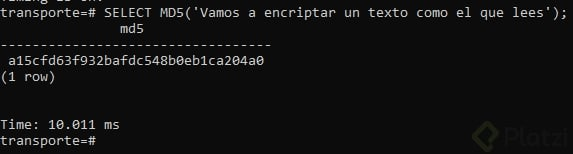 transporte=# SELECT MD5('Vamos a encriptar un texto como el que lees');
md5
----------------------------------
a15cfd63f932bafdc548b0eb1ca204a0
(1 row)
Time: 10.011 ms
transporte=#
Platzi